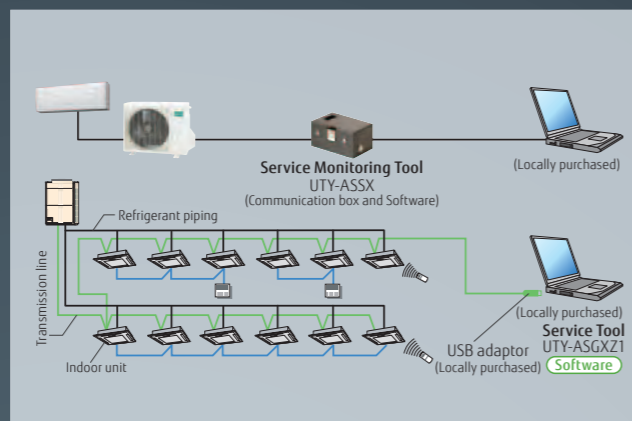 (Locally purchased)
Service Monitoring Tool
UTY-ASSX
(Communication box and Software)
Refrigerant piping
Transmission line
Indoor unit
(Locally purchased)
Service Tool
UTY-ASGXZ1
Software
USB adaptor
(Locally purchased)